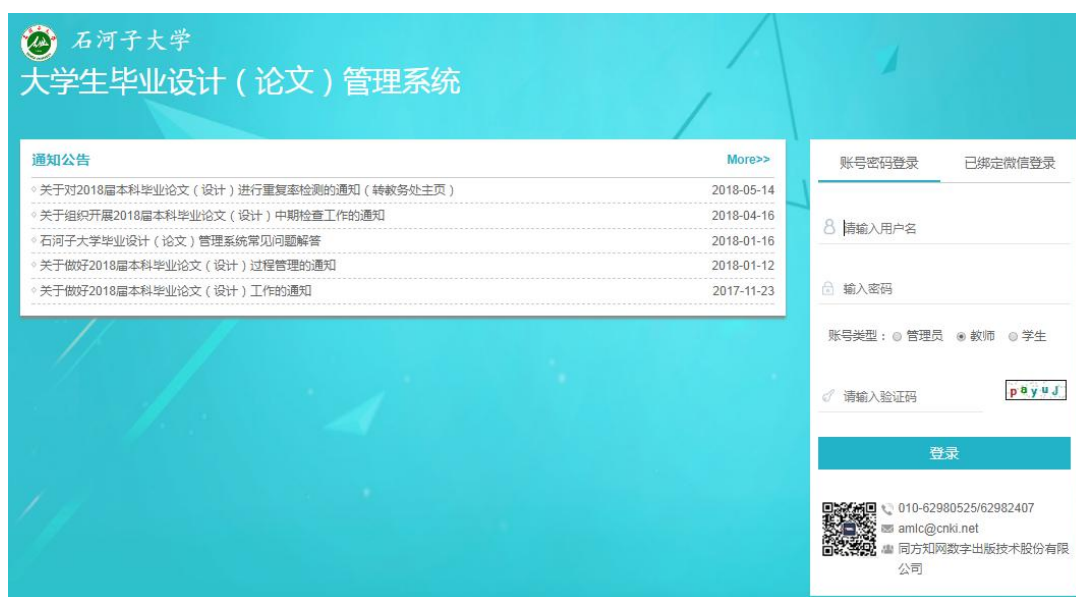 石河子大学
大学生毕业设计（论文）管理系统
通知公告 More>>
关于对2018届本科毕业论文（设计）进行重复率检测的通知（转教务处主页） 2018-05-14
关于组织开展2018届本科毕业论文（设计）中期检查工作的通知 2018-04-16
石河子大学毕业设计（论文）管理系统常见问题解答 2018-01-16
关于做好2018届本科毕业论文（设计）过程管理的通知 2018-01-12
关于做好2018届本科毕业论文（设计）工作的通知 2017-11-23
账号密码登录 已绑定微信登录
请输入用户名
输入密码
账号类型： 管理员 教师 学生
请输入验证码 payuJ
登录
010-62980525/62982407
amlc@cnki.net
同方知网数字出版技术股份有限
公司